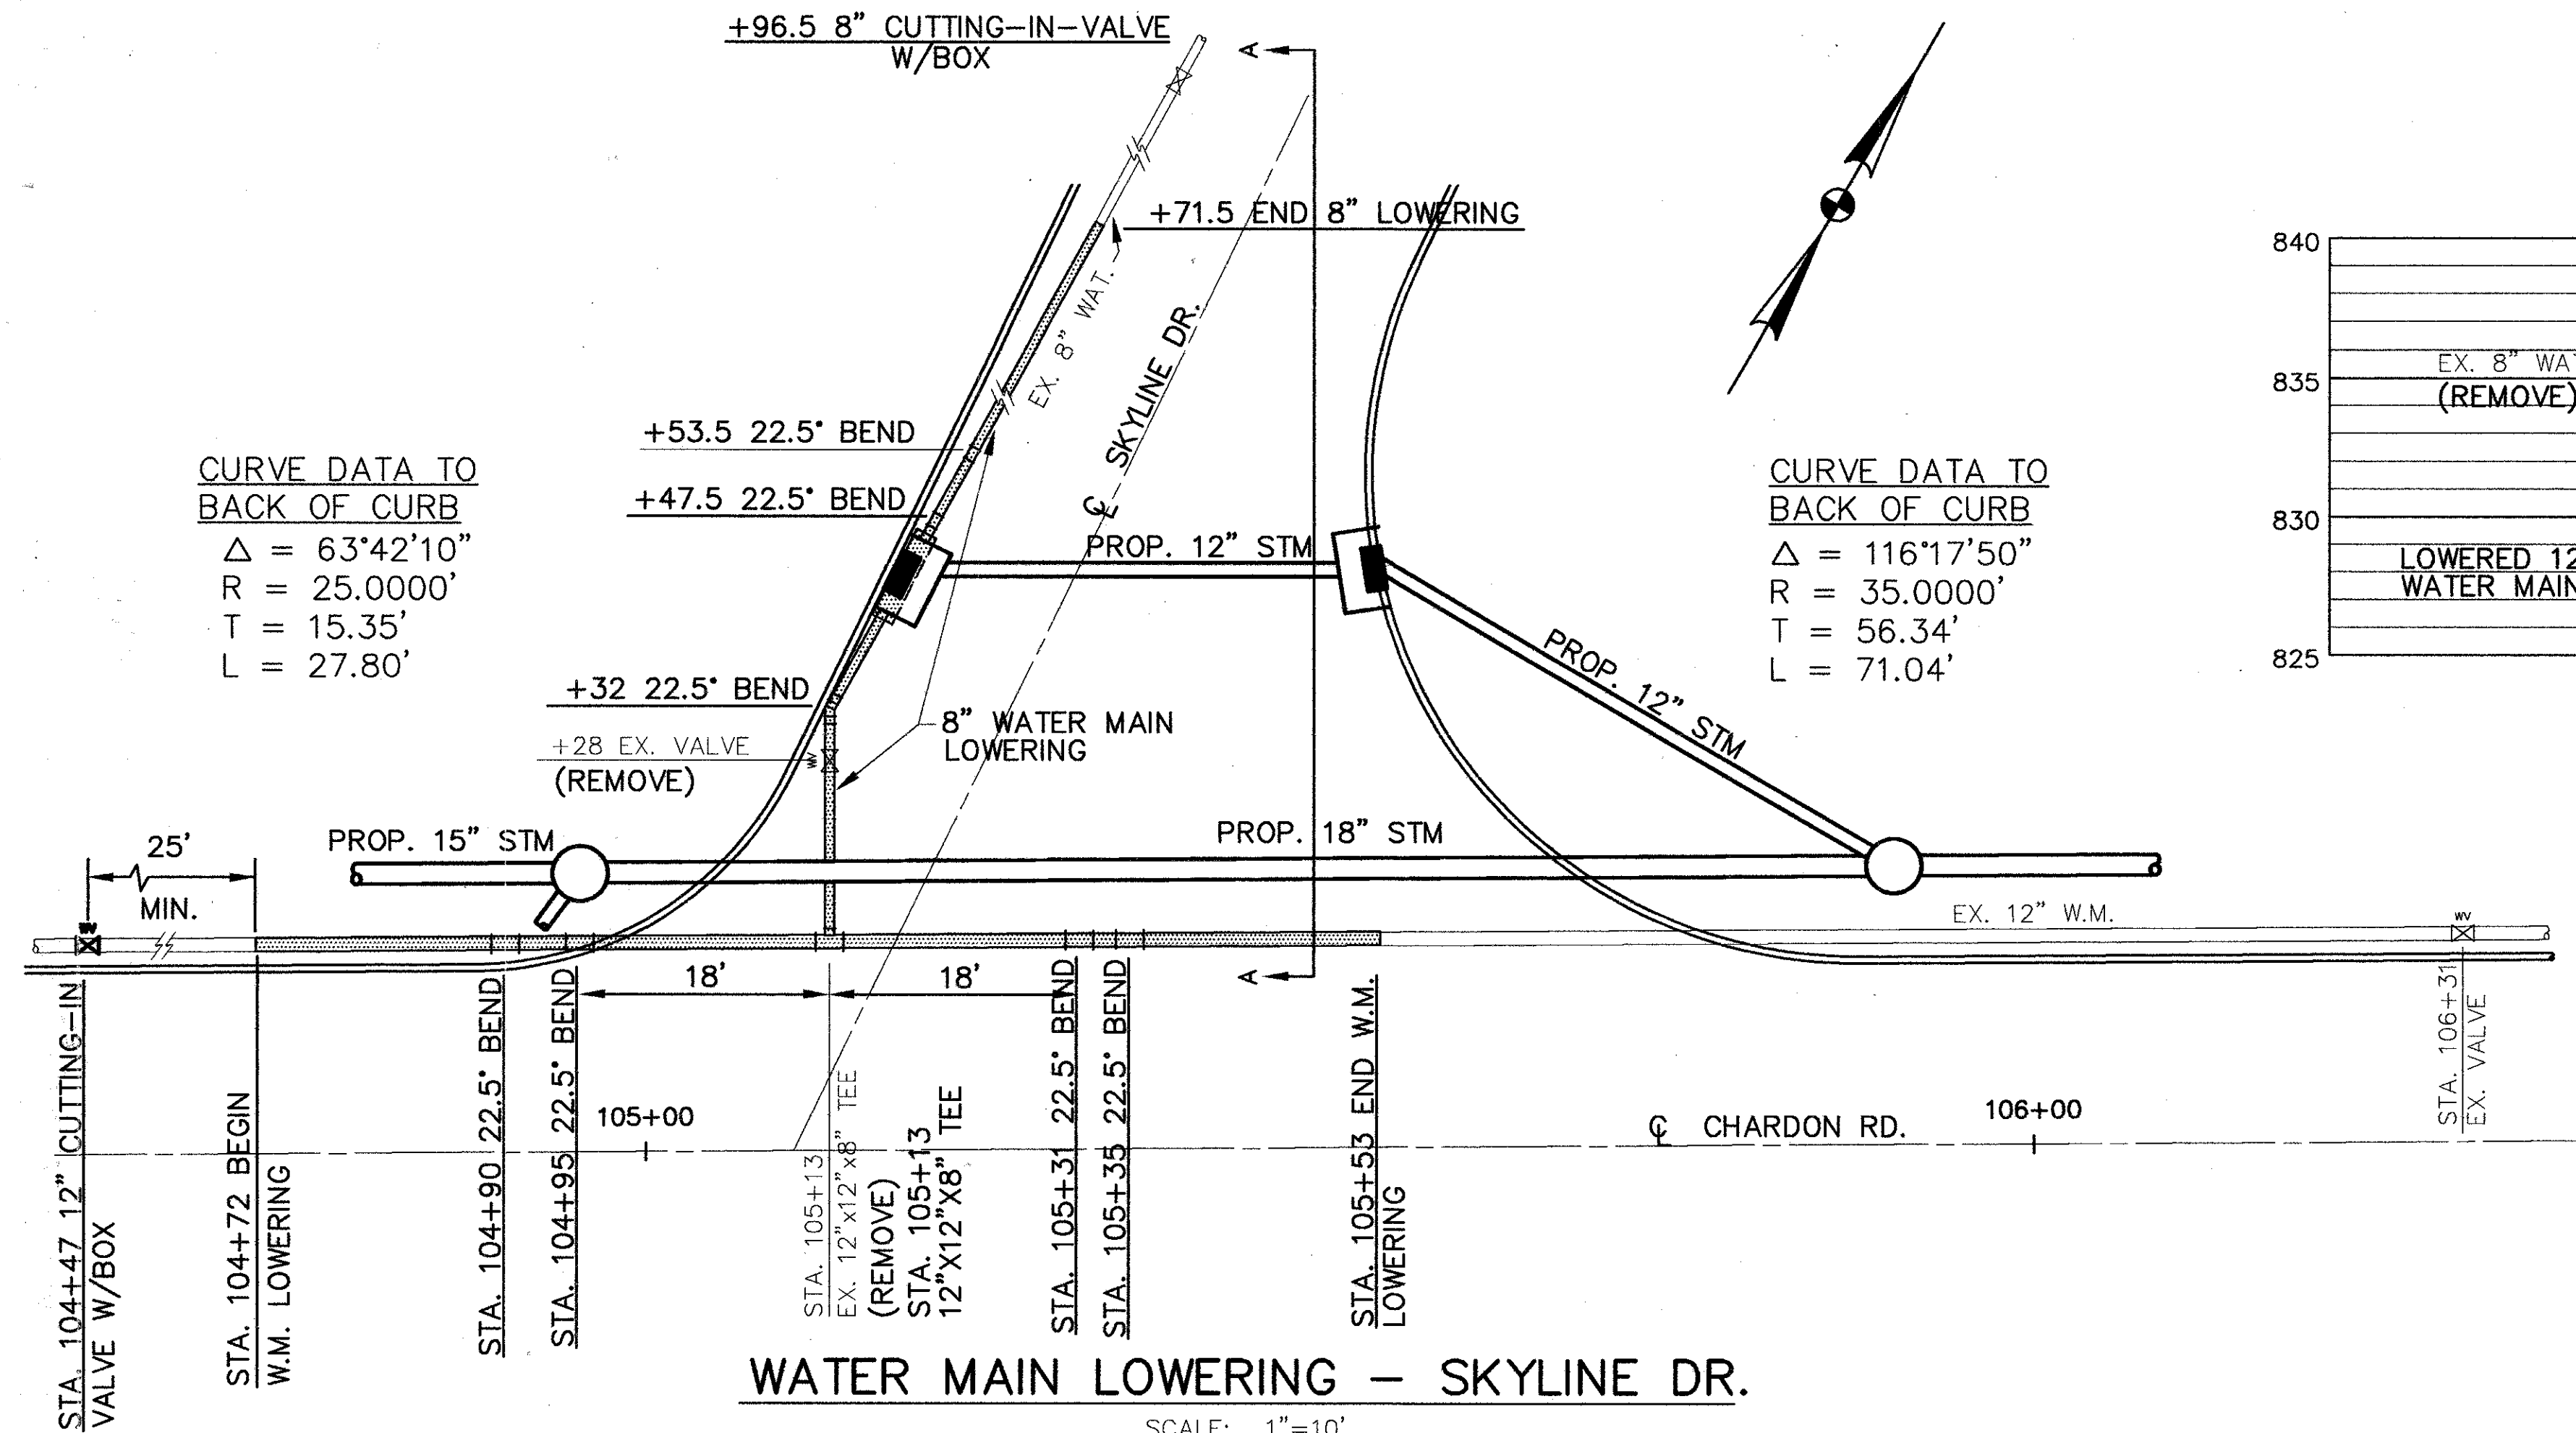 +96.5 8" CUTTING-IN-VALVE
W/BOX
A
+71.5 END 8" LOWERING
EX. 8" WAT.
℄ SKYLINE DR.
+53.5 22.5° BEND
+47.5 22.5° BEND
CURVE DATA TO
BACK OF CURB
Δ = 63°42'10"
R = 25.0000'
T = 15.35'
L = 27.80'
PROP. 12" STM
CURVE DATA TO
BACK OF CURB
Δ = 116°17'50"
R = 35.0000'
T = 56.34'
L = 71.04'
840
835
830
825
EX. 8" WA
(REMOVE)
LOWERED 12
WATER MAIN
PROP. 12" STM
+32 22.5° BEND
+28 EX. VALVE
(REMOVE)
WV
8" WATER MAIN
LOWERING
PROP. 15" STM
PROP. 18" STM
25'
MIN.
WV
EX. 12" W.M.
WV
18'
18'
A
STA. 104+47 12" CUTTING-IN
VALVE W/BOX
STA. 104+72 BEGIN
W.M. LOWERING
STA. 104+90 22.5° BEND
STA. 104+95 22.5° BEND
105+00
STA. 105+13
EX. 12"x12"x8" TEE
(REMOVE)
STA. 105+13
12"X12"X8" TEE
STA. 105+31 22.5° BEND
STA. 105+35 22.5° BEND
STA. 105+53 END W.M.
LOWERING
℄ CHARDON RD.
106+00
STA. 106+31
EX. VALVE
WATER MAIN LOWERING – SKYLINE DR.
SCALE: 1"=10'